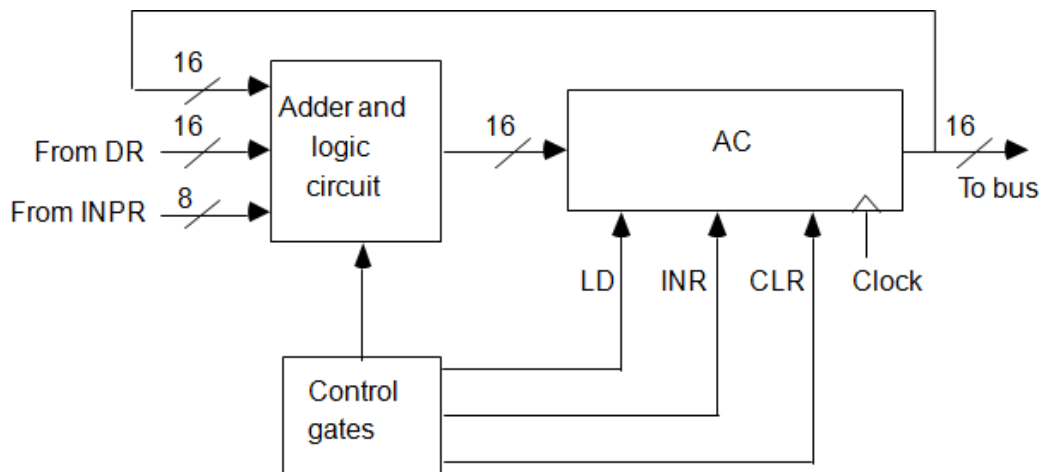 16
Adder and
logic
circuit
16
From DR
16
AC
16
To bus
8
From INPR
LD
INR
CLR
Clock
Control
gates